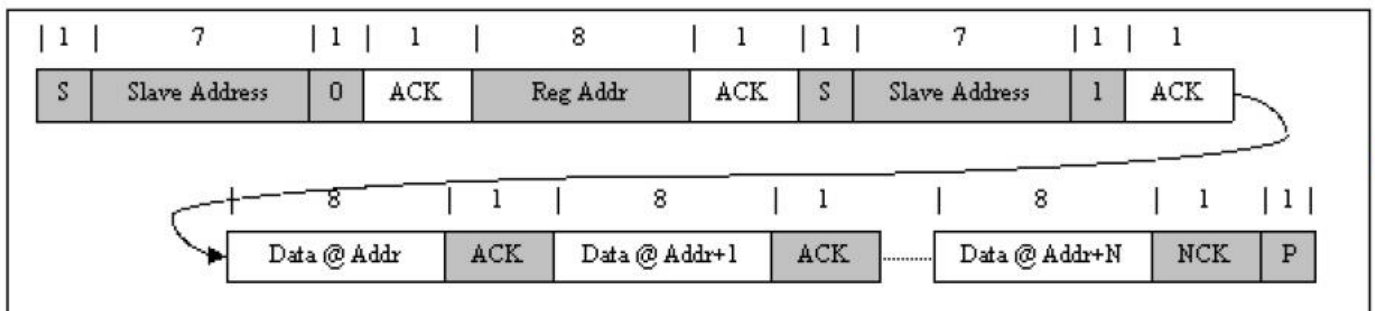 | 1 | 7 | 1 | 1 | 8 | 1 | 1 | 7 | 1 | 1
S Slave Address 0 ACK Reg Addr ACK S Slave Address 1 ACK
| 8 | 1 | 8 | 1 | 8 | 1 | 1 |
Data @ Addr ACK Data @ Addr+1 ACK .......... Data @ Addr+N NCK P